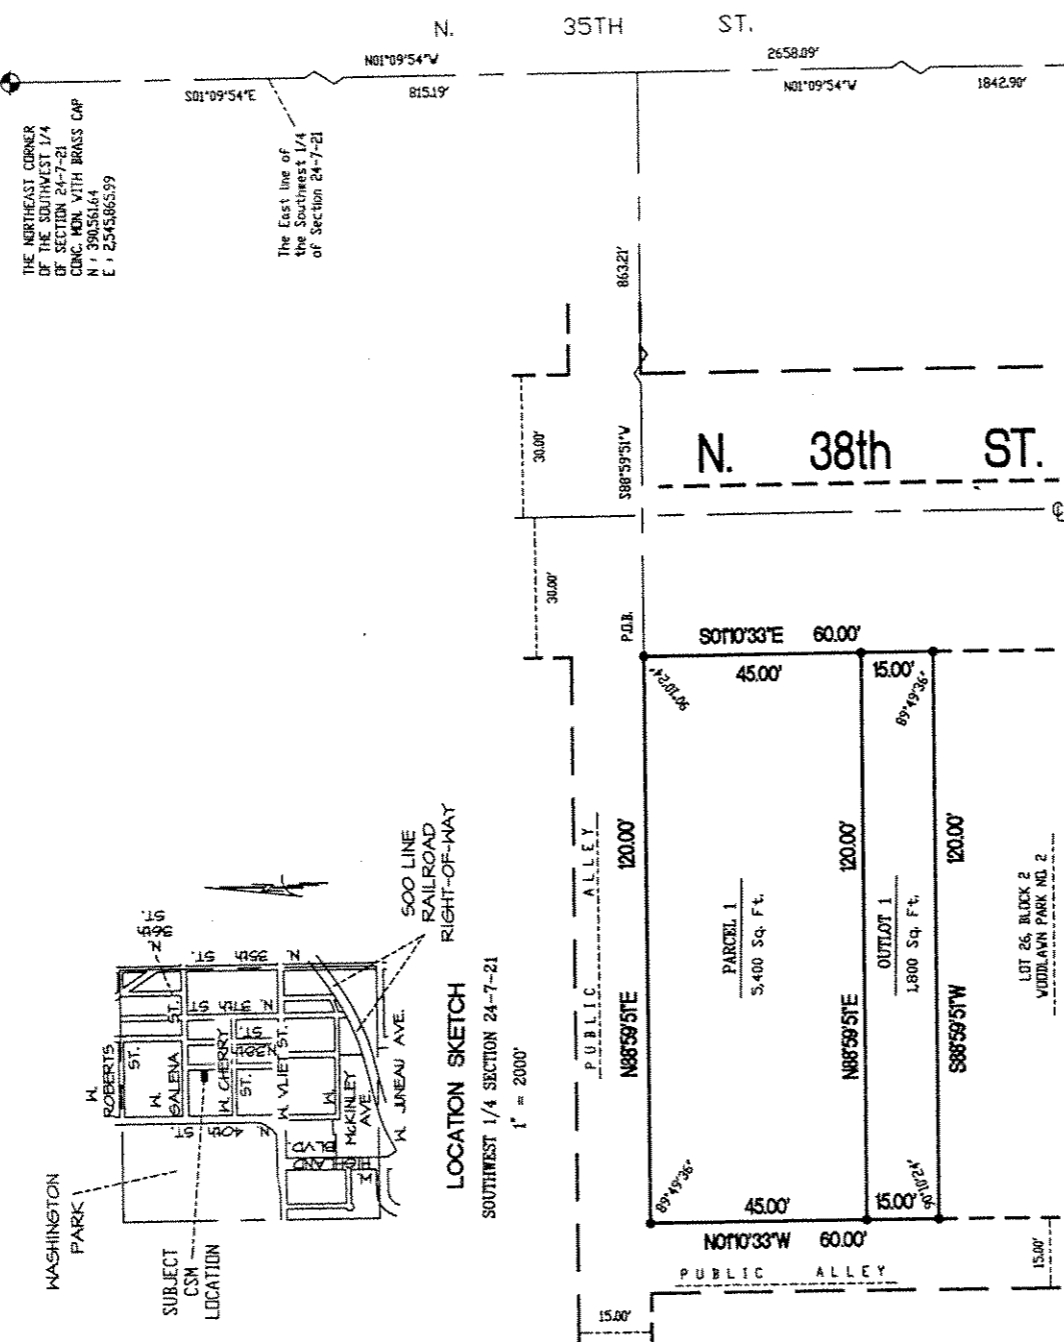 N. 35TH ST.
N01°09'54"W
2658.09'
S01°09'54"E
815.19'
N01°09'54"W
1842.90'
THE NORTHEAST CORNER
OF THE SOUTHWEST 1/4
OF SECTION 24-7-21
CONC. MON. WITH BRASS CAP
N : 390,561.64
E : 2,545,865.99
The East line of
the Southwest 1/4
of Section 24-7-21
863.21'
S88°59'51"W
30.00'
30.00'
N. 38th ST.
P.O.B.
S01°10'33"E 60.00'
45.00'
15.00'
90°10'24"
89°49'36"
PUBLIC ALLEY
N88°59'51"E 120.00'
PARCEL 1
5,400 Sq. Ft.
N88°59'51"E 120.00'
OUTLOT 1
1,800 Sq. Ft.
S88°59'51"W 120.00'
LOT 26, BLOCK 2
WOODLAWN PARK NO. 2
89°49'36"
90°10'24"
45.00'
15.00'
N01°10'33"W 60.00'
PUBLIC ALLEY
15.00'
15.00'
WASHINGTON
PARK
SUBJECT
CSM
LOCATION
W.
ROBERTS
ST.
W.
GALENA
ST.
W. CHERRY
ST.
W. VLIET ST.
W.
McKINLEY
AVE
W. JUNEAU AVE.
N. 40th ST.
N. 38th ST.
N. 37th ST.
N. 36th ST.
N. 35th ST.
N. HIGHLAND BLVD
SOO LINE
RAILROAD
RIGHT-OF-WAY
LOCATION SKETCH
SOUTHWEST 1/4 SECTION 24-7-21
1" = 2000'